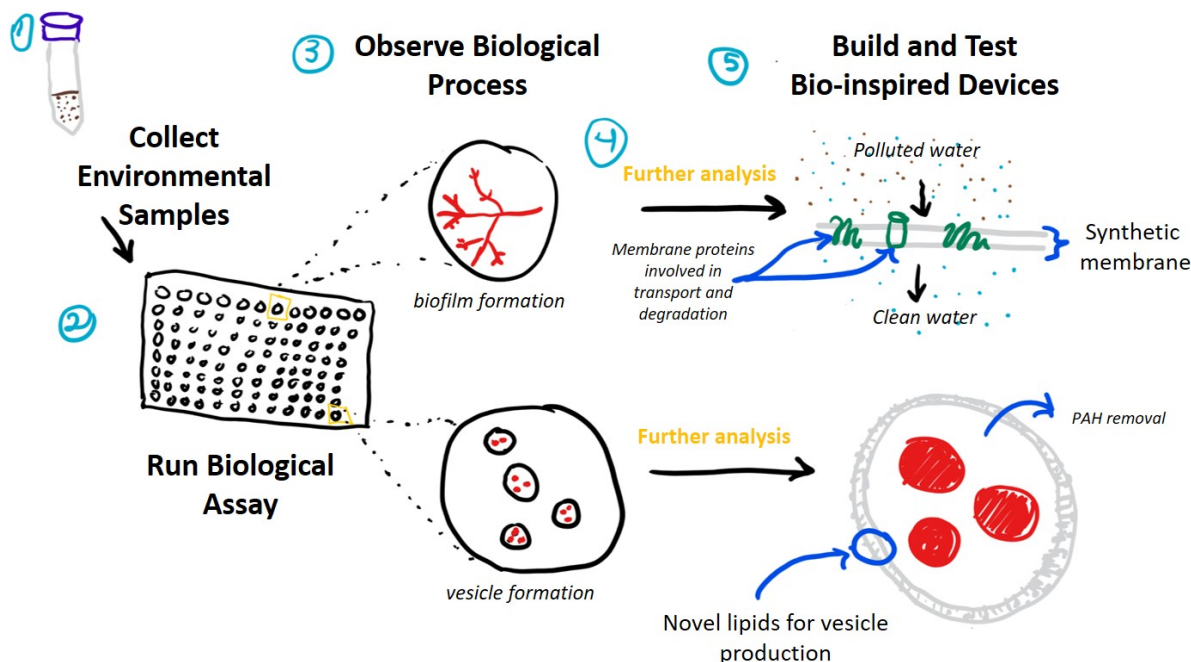 1
Collect
Environmental
Samples
2
Run Biological
Assay
3
Observe Biological
Process
biofilm formation
vesicle formation
4
Further analysis
Membrane proteins
involved in
transport and
degradation
Further analysis
5
Build and Test
Bio-inspired Devices
Polluted water
Synthetic
membrane
Clean water
PAH removal
Novel lipids for vesicle
production